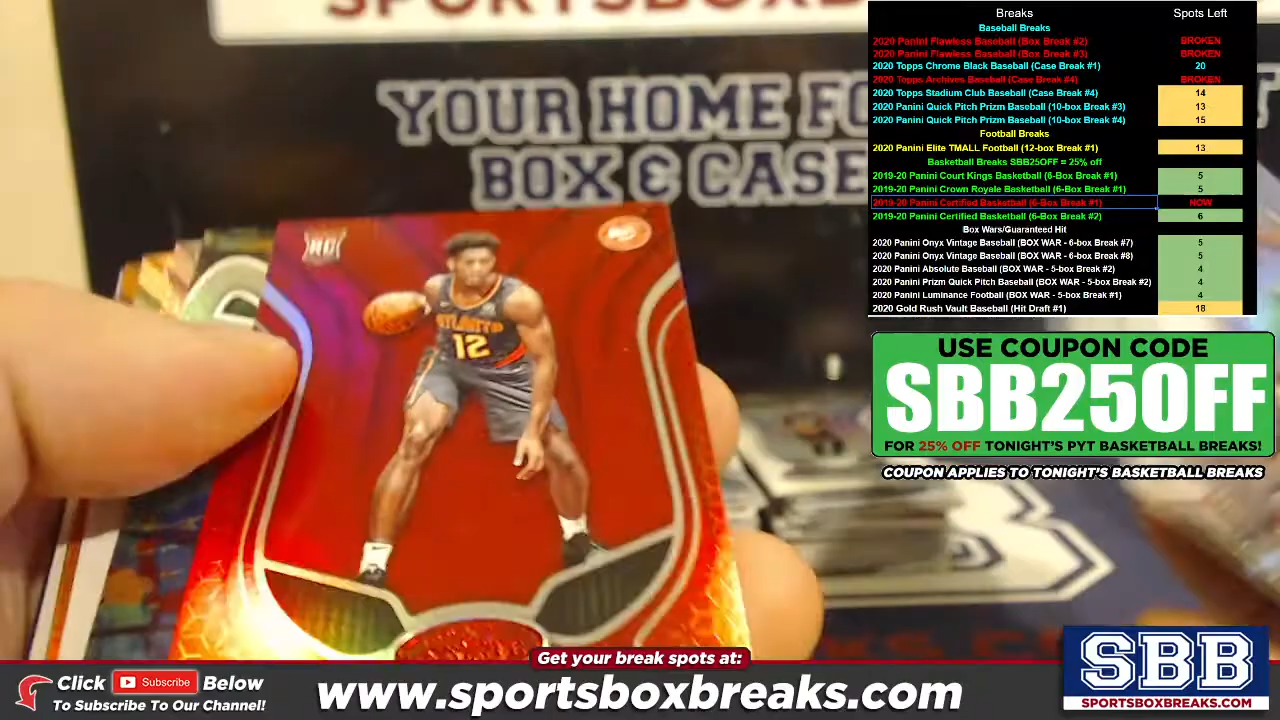 SPORTSBOXBREAKS
YOUR HOME FO
BOX & CASE
RC
ATLANTA
12
Breaks Spots Left
Baseball Breaks
2020 Panini Flawless Baseball (Box Break #2) BROKEN
2020 Panini Flawless Baseball (Box Break #3) BROKEN
2020 Topps Chrome Black Baseball (Case Break #1) 20
2020 Topps Archives Baseball (Case Break #4) BROKEN
2020 Topps Stadium Club Baseball (Case Break #4) 14
2020 Panini Quick Pitch Prizm Baseball (10-box Break #3) 13
2020 Panini Quick Pitch Prizm Baseball (10-box Break #4) 15
Football Breaks
2020 Panini Elite TMALL Football (12-box Break #1) 13
Basketball Breaks SBB25OFF = 25% off
2019-20 Panini Court Kings Basketball (6-Box Break #1) 5
2019-20 Panini Crown Royale Basketball (6-Box Break #1) 5
2019-20 Panini Certified Basketball (6-Box Break #1) NOW
2019-20 Panini Certified Basketball (6-Box Break #2) 6
Box Wars/Guaranteed Hit
2020 Panini Onyx Vintage Baseball (BOX WAR - 6-box Break #7) 5
2020 Panini Onyx Vintage Baseball (BOX WAR - 6-box Break #8) 5
2020 Panini Absolute Baseball (BOX WAR - 5-box Break #2) 4
2020 Panini Prizm Quick Pitch Baseball (BOX WAR - 5-box Break #2) 4
2020 Panini Luminance Football (BOX WAR - 5-box Break #1) 4
2020 Gold Rush Vault Baseball (Hit Draft #1) 18
USE COUPON CODE
SBB25OFF
FOR 25% OFF TONIGHT'S PYT BASKETBALL BREAKS!
COUPON APPLIES TO TONIGHT'S BASKETBALL BREAKS
Get your break spots at:
Click Subscribe Below
To Subscribe To Our Channel!
www.sportsboxbreaks.com
SBB
SPORTSBOXBREAKS.COM